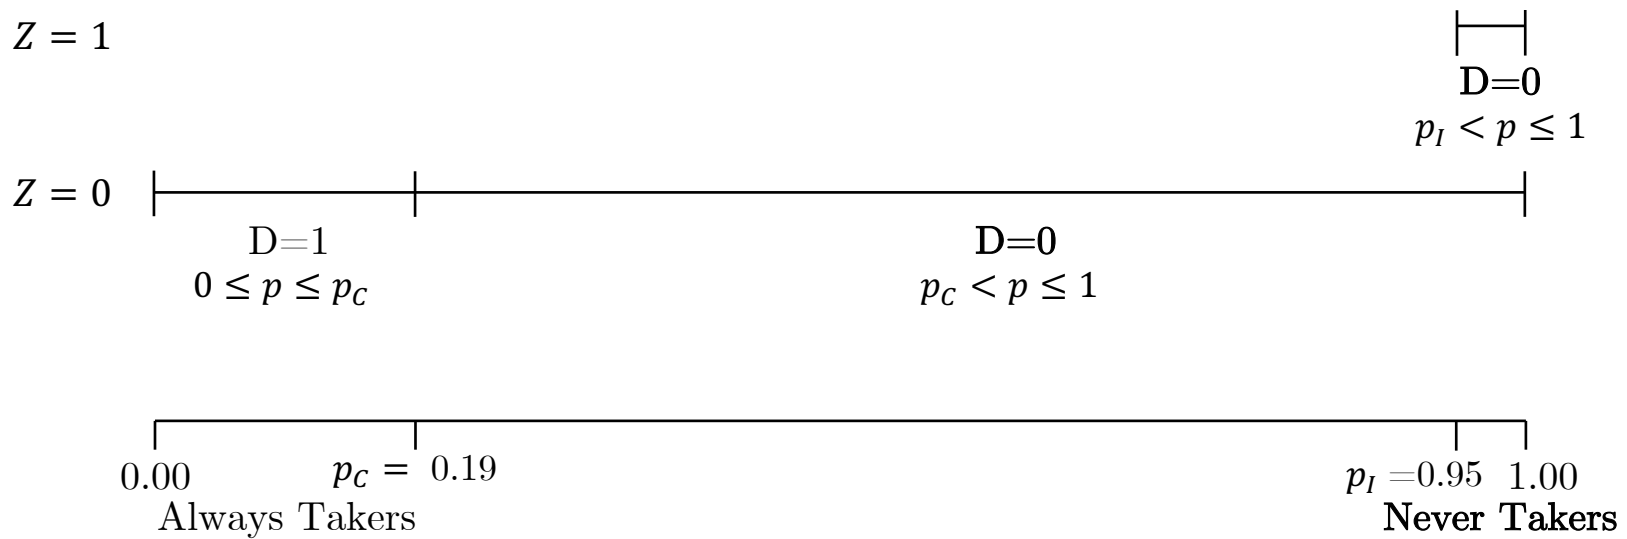 Z = 1
D=0
p_I < p ≤ 1
Z = 0
D=1
D=0
0 ≤ p ≤ p_C
p_C < p ≤ 1
0.00
p_C = 0.19
p_I =0.95
1.00
Always Takers
Never Takers